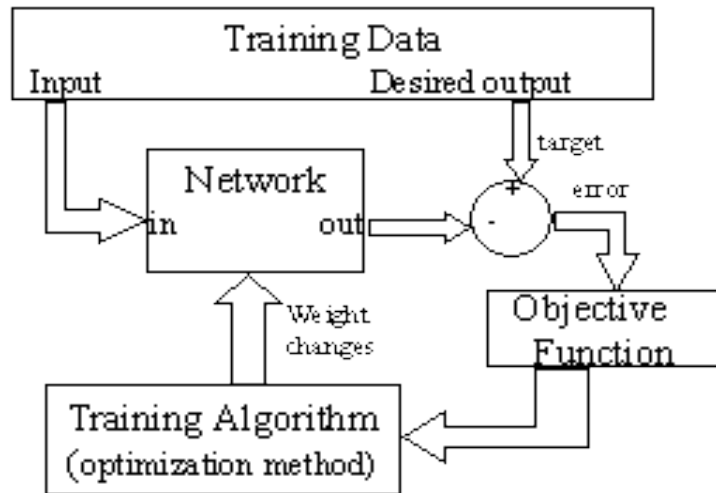 Training Data
Input
Desired output
target
Network
+
error
in
out
-
Weight
changes
Objective
Function
Training Algorithm
(optimization method)